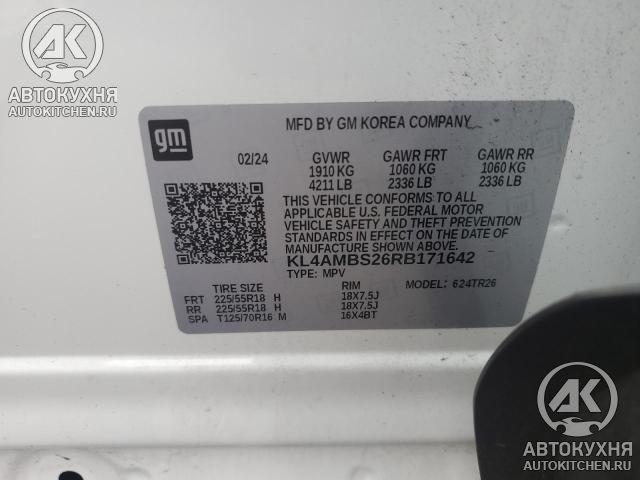 АВТОКУХНЯ
AUTOKITCHEN.RU
gm
MFD BY GM KOREA COMPANY
02/24
GVWR GAWR FRT GAWR RR
1910 KG 1060 KG 1060 KG
4211 LB 2336 LB 2336 LB
THIS VEHICLE CONFORMS TO ALL
APPLICABLE U.S. FEDERAL MOTOR
VEHICLE SAFETY AND THEFT PREVENTION
STANDARDS IN EFFECT ON THE DATE OF
MANUFACTURE SHOWN ABOVE.
KL4AMBS26RB171642
TYPE: MPV MODEL: 624TR26
TIRE SIZE RIM
FRT 225/55R18 H 18X7.5J
RR 225/55R18 H 18X7.5J
SPA T125/70R16 M 16X4BT
АК
АВТОКУХНЯ
AUTOKITCHEN.RU